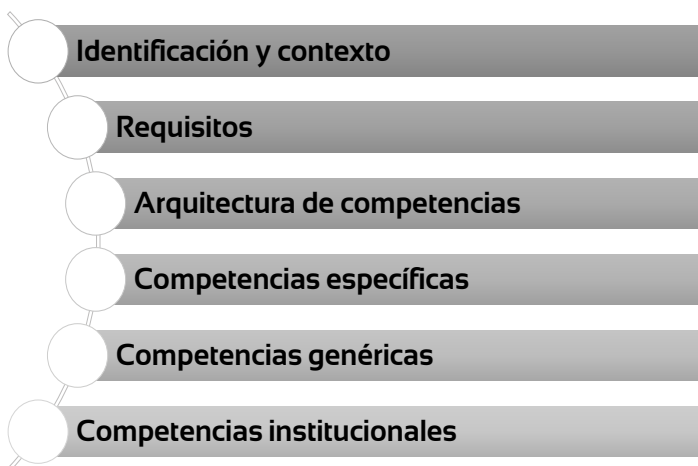 Identificación y contexto
Requisitos
Arquitectura de competencias
Competencias específicas
Competencias genéricas
Competencias institucionales